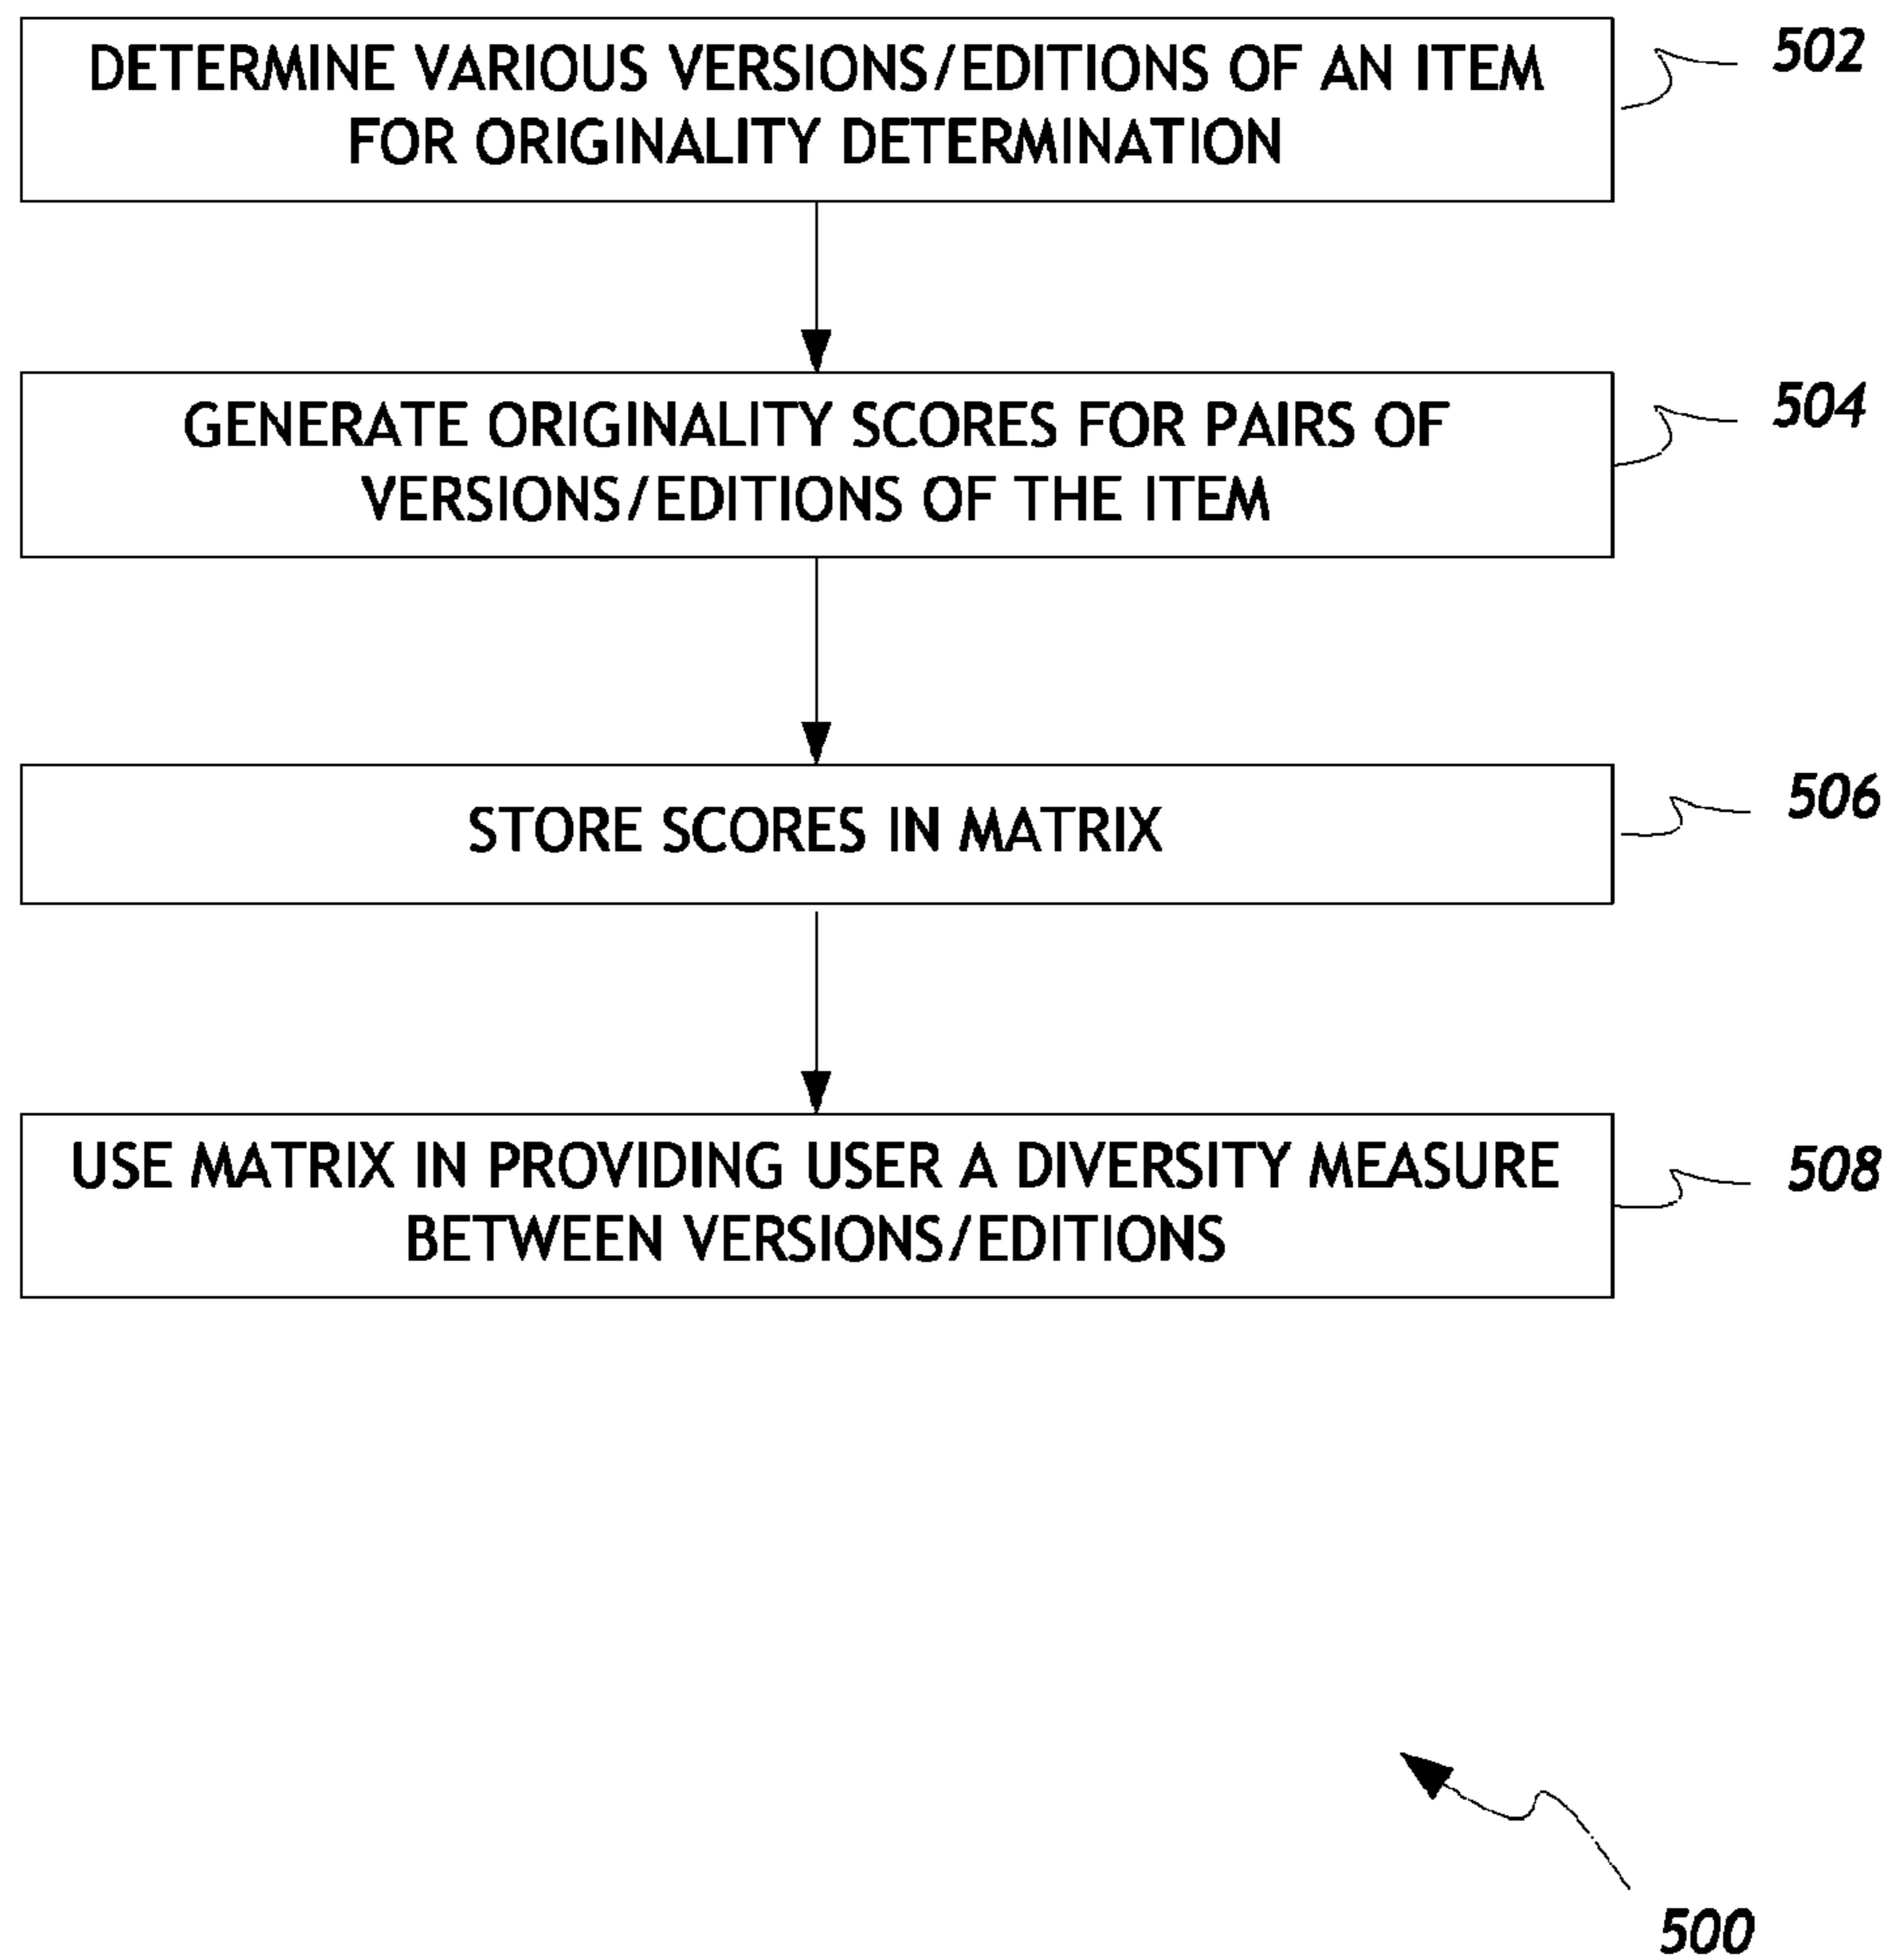 DETERMINE VARIOUS VERSIONS/EDITIONS OF AN ITEM
FOR ORIGINALITY DETERMINATION
502
GENERATE ORIGINALITY SCORES FOR PAIRS OF
VERSIONS/EDITIONS OF THE ITEM
504
STORE SCORES IN MATRIX
506
USE MATRIX IN PROVIDING USER A DIVERSITY MEASURE
BETWEEN VERSIONS/EDITIONS
508
500